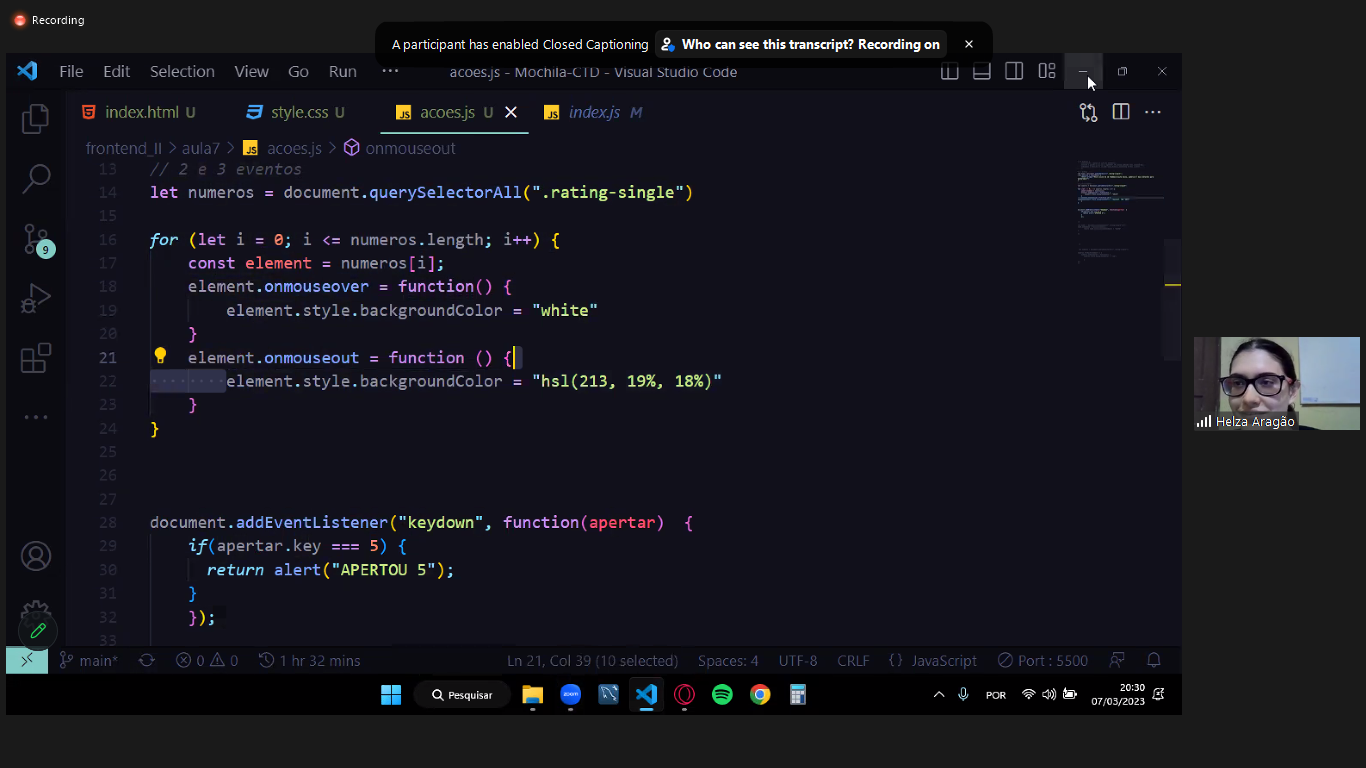 Recording
A participant has enabled Closed Captioning Who can see this transcript? Recording on ×
File Edit Selection View Go Run ··· acoes.js - Mochila-CTD - Visual Studio Code
index.html U style.css U JS acoes.js U JS index.js M
frontend_II > aula7 > JS acoes.js > onmouseout
13 // 2 e 3 eventos
14 let numeros = document.querySelectorAll(".rating-single")
15
16 for (let i = 0; i <= numeros.length; i++) {
17 const element = numeros[i];
18 element.onmouseover = function() {
19 element.style.backgroundColor = "white"
20 }
21 element.onmouseout = function () {
22 element.style.backgroundColor = "hsl(213, 19%, 18%)"
23 }
24 }
25
26
27
28 document.addEventListener("keydown", function(apertar) {
29 if(apertar.key === 5) {
30 return alert("APERTOU 5");
31 }
32 });
33
9
Helza Aragão
main* 0 0 1 hr 32 mins Ln 21, Col 39 (10 selected) Spaces: 4 UTF-8 CRLF {} JavaScript Port : 5500
Pesquisar zoom POR 20:30
07/03/2023